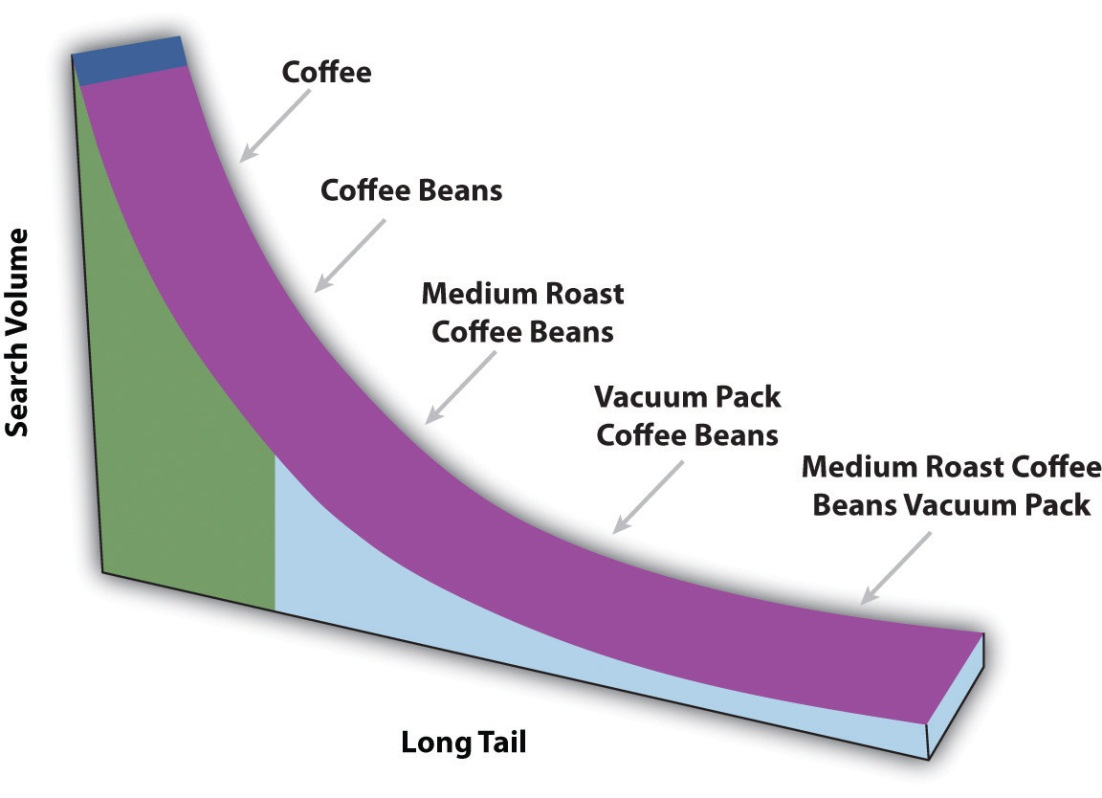 Coffee
Coffee Beans
Medium Roast
Coffee Beans
Vacuum Pack
Coffee Beans
Medium Roast Coffee
Beans Vacuum Pack
Search Volume
Long Tail